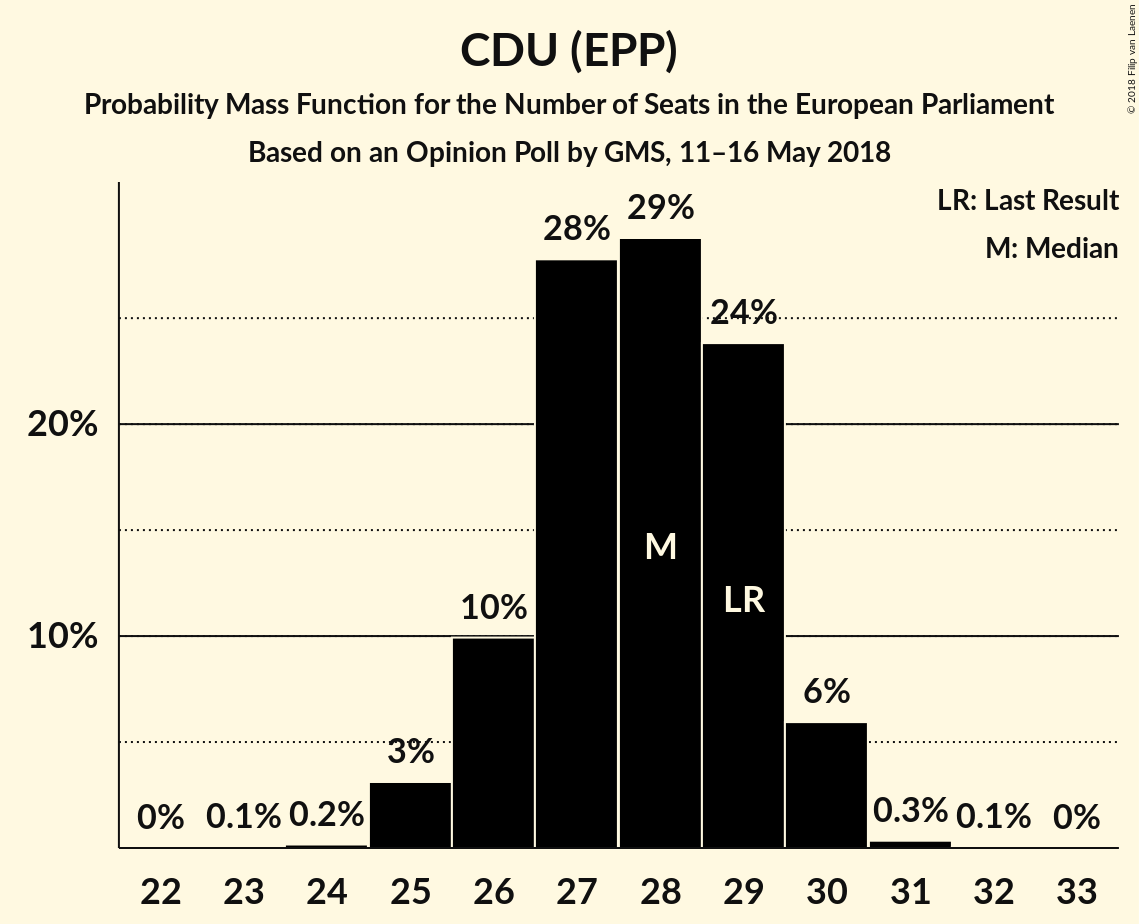 CDU (EPP)
Probability Mass Function for the Number of Seats in the European Parliament
Based on an Opinion Poll by GMS, 11–16 May 2018
© 2018 Filip van Laenen
LR: Last Result
M: Median
20%
10%
0%
0.1%
0.2%
3%
10%
28%
29%
24%
6%
0.3%
0.1%
0%
M
LR
22 23 24 25 26 27 28 29 30 31 32 33